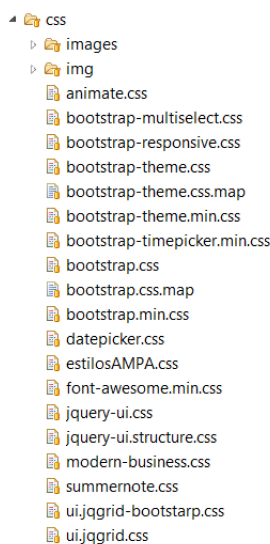 css
images
img
animate.css
bootstrap-multiselect.css
bootstrap-responsive.css
bootstrap-theme.css
bootstrap-theme.css.map
bootstrap-theme.min.css
bootstrap-timepicker.min.css
bootstrap.css
bootstrap.css.map
bootstrap.min.css
datepicker.css
estilosAMPA.css
font-awesome.min.css
jquery-ui.css
jquery-ui.structure.css
modern-business.css
summernote.css
ui.jqgrid-bootstarp.css
ui.jqgrid.css